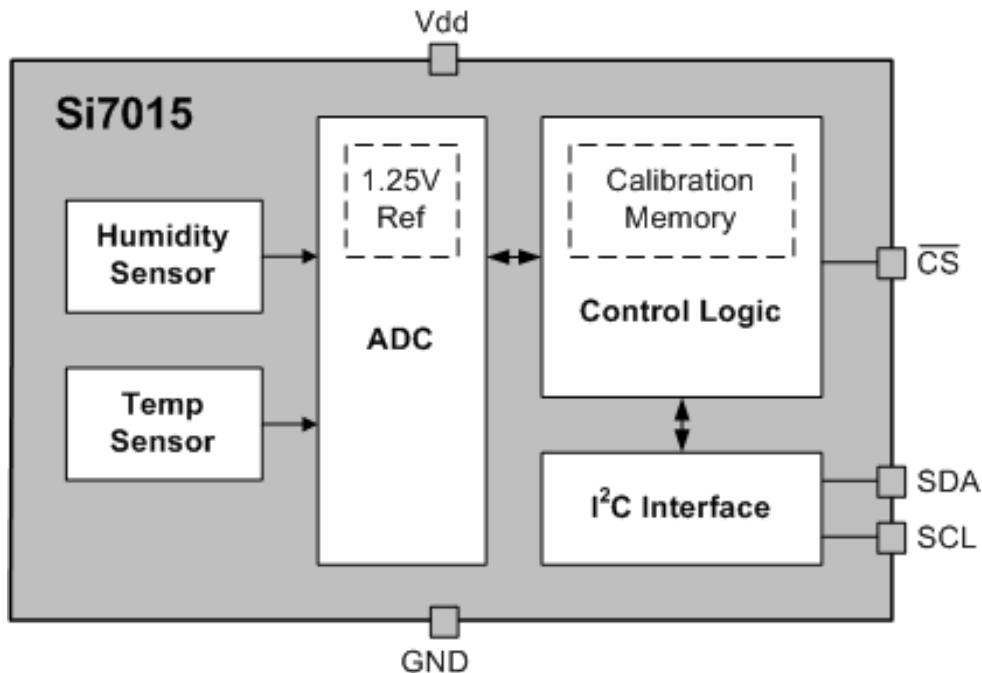 Vdd
Si7015
1.25V
Ref
Calibration
Memory
Humidity
Sensor
ADC
Control Logic
C̅S̅
Temp
Sensor
I²C Interface
SDA
SCL
GND